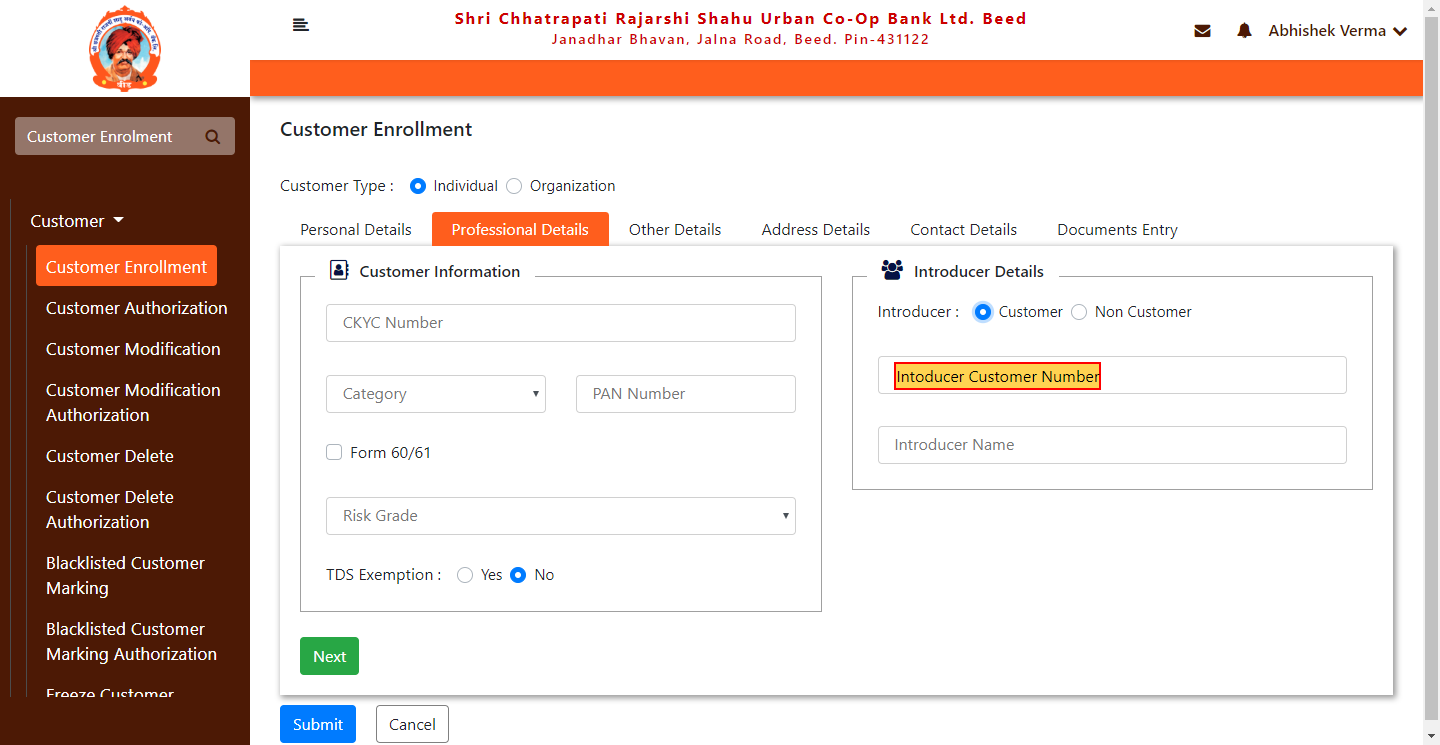 Shri Chhatrapati Rajarshi Shahu Urban Co-Op Bank Ltd. Beed
Janadhar Bhavan, Jalna Road, Beed. Pin-431122
Abhishek Verma
Customer Enrolment
Customer
Customer Enrollment
Customer Authorization
Customer Modification
Customer Modification
Authorization
Customer Delete
Customer Delete
Authorization
Blacklisted Customer
Marking
Blacklisted Customer
Marking Authorization
Freeze Customer
Customer Enrollment
Customer Type : Individual Organization
Personal Details Professional Details Other Details Address Details Contact Details Documents Entry
Customer Information
CKYC Number
Category PAN Number
Form 60/61
Risk Grade
TDS Exemption : Yes No
Introducer Details
Introducer : Customer Non Customer
Intoducer Customer Number
Introducer Name
Next
Submit Cancel